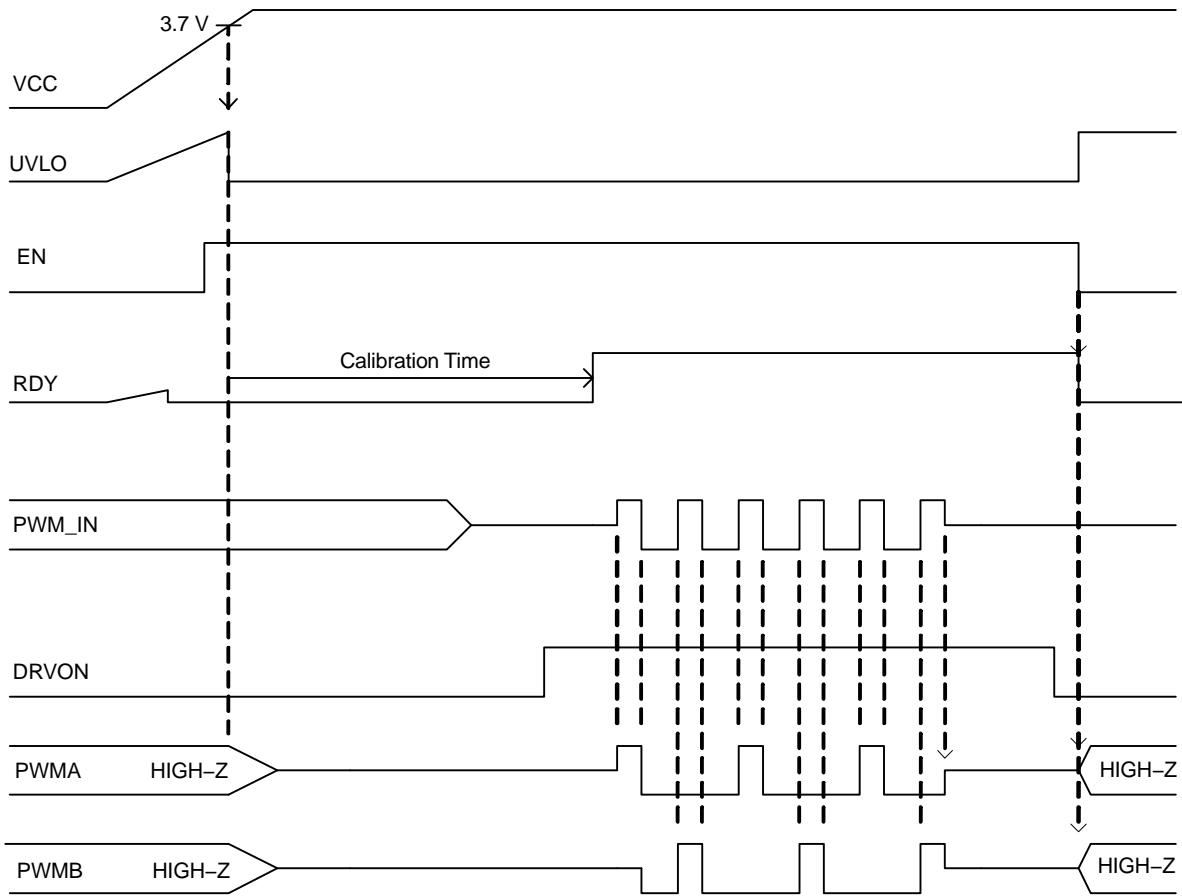 3.7 V
VCC
UVLO
EN
Calibration Time
RDY
PWM_IN
DRVON
PWMA HIGH−Z HIGH−Z
PWMB HIGH−Z HIGH−Z